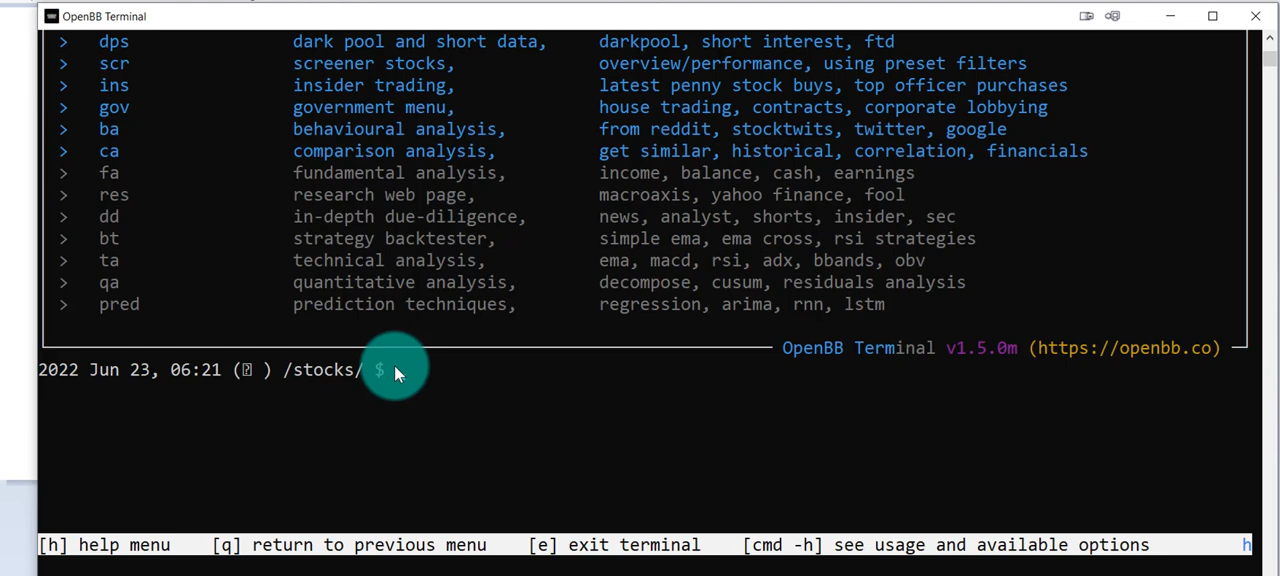 OpenBB Terminal
> dps dark pool and short data, darkpool, short interest, ftd
> scr screener stocks, overview/performance, using preset filters
> ins insider trading, latest penny stock buys, top officer purchases
> gov government menu, house trading, contracts, corporate lobbying
> ba behavioural analysis, from reddit, stocktwits, twitter, google
> ca comparison analysis, get similar, historical, correlation, financials
> fa fundamental analysis, income, balance, cash, earnings
> res research web page, macroaxis, yahoo finance, fool
> dd in-depth due-diligence, news, analyst, shorts, insider, sec
> bt strategy backtester, simple ema, ema cross, rsi strategies
> ta technical analysis, ema, macd, rsi, adx, bbands, obv
> qa quantitative analysis, decompose, cusum, residuals analysis
> pred prediction techniques, regression, arima, rnn, lstm
OpenBB Terminal v1.5.0m (https://openbb.co)
2022 Jun 23, 06:21 ( ) /stocks/ $
[h] help menu [q] return to previous menu [e] exit terminal [cmd -h] see usage and available options h